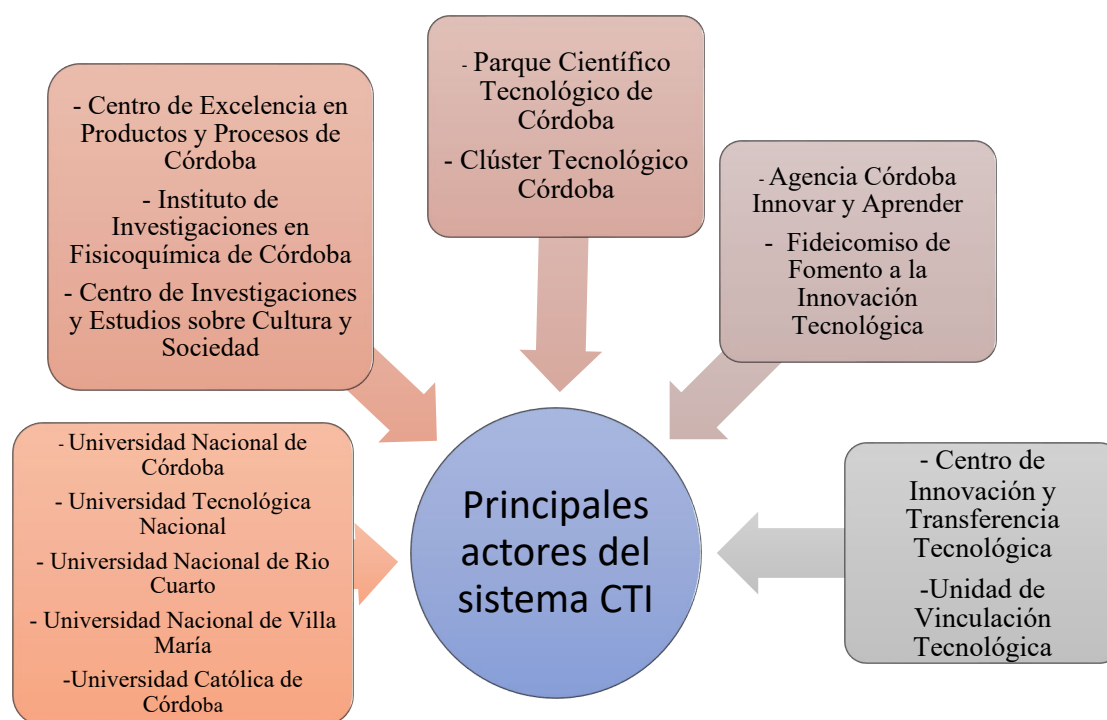 - Centro de Excelencia en
Productos y Procesos de
Córdoba
- Instituto de
Investigaciones en
Fisicoquímica de Córdoba
- Centro de Investigaciones
y Estudios sobre Cultura y
Sociedad
- Parque Científico
Tecnológico de
Córdoba
- Clúster Tecnológico
Córdoba
- Agencia Córdoba
Innovar y Aprender
- Fideicomiso de
Fomento a la
Innovación
Tecnológica
- Universidad Nacional de
Córdoba
- Universidad Tecnológica
Nacional
- Universidad Nacional de Rio
Cuarto
- Universidad Nacional de Villa
María
-Universidad Católica de
Córdoba
Principales
actores del
sistema CTI
- Centro de
Innovación y
Transferencia
Tecnológica
-Unidad de
Vinculación
Tecnológica